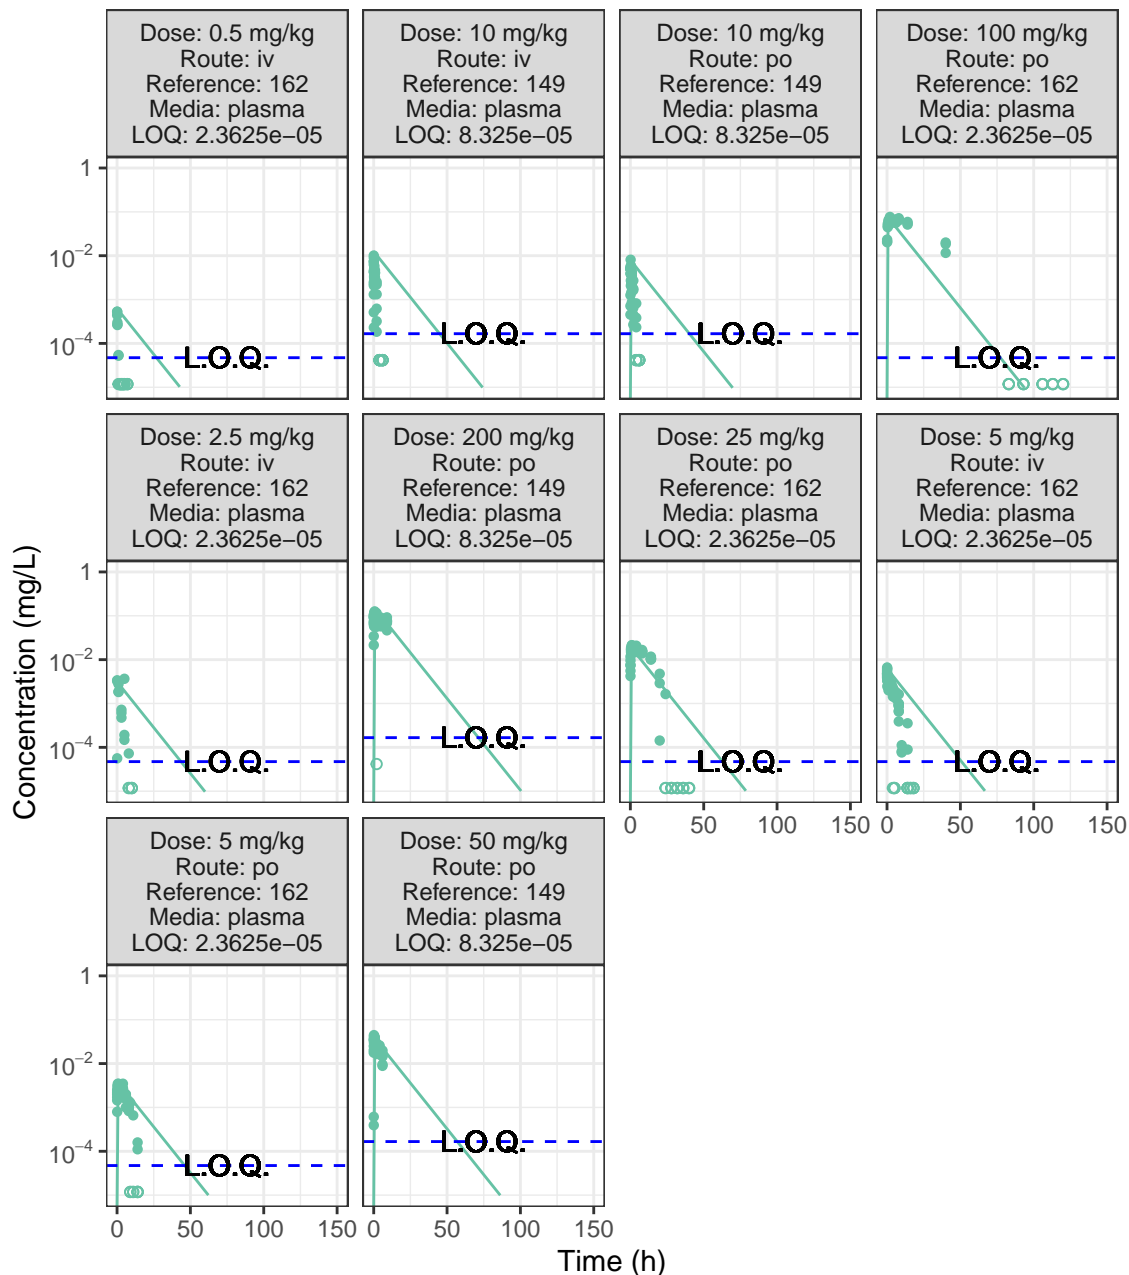 Dose: 0.5 mg/kg
Route: iv
Reference: 162
Media: plasma
LOQ: 2.3625e−05
Dose: 10 mg/kg
Route: iv
Reference: 149
Media: plasma
LOQ: 8.325e−05
Dose: 10 mg/kg
Route: po
Reference: 149
Media: plasma
LOQ: 8.325e−05
Dose: 100 mg/kg
Route: po
Reference: 162
Media: plasma
LOQ: 2.3625e−05
1
10−2
10−4
L.O.Q.
L.O.Q.
L.O.Q.
L.O.Q.
Dose: 2.5 mg/kg
Route: iv
Reference: 162
Media: plasma
LOQ: 2.3625e−05
Dose: 200 mg/kg
Route: po
Reference: 149
Media: plasma
LOQ: 8.325e−05
Dose: 25 mg/kg
Route: po
Reference: 162
Media: plasma
LOQ: 2.3625e−05
Dose: 5 mg/kg
Route: iv
Reference: 162
Media: plasma
LOQ: 2.3625e−05
1
10−2
10−4
L.O.Q.
L.O.Q.
L.O.Q.
L.O.Q.
0 50 100 150
0 50 100 150
Dose: 5 mg/kg
Route: po
Reference: 162
Media: plasma
LOQ: 2.3625e−05
Dose: 50 mg/kg
Route: po
Reference: 149
Media: plasma
LOQ: 8.325e−05
1
10−2
10−4
L.O.Q.
L.O.Q.
0 50 100 150
0 50 100 150
Time (h)
Concentration (mg/L)